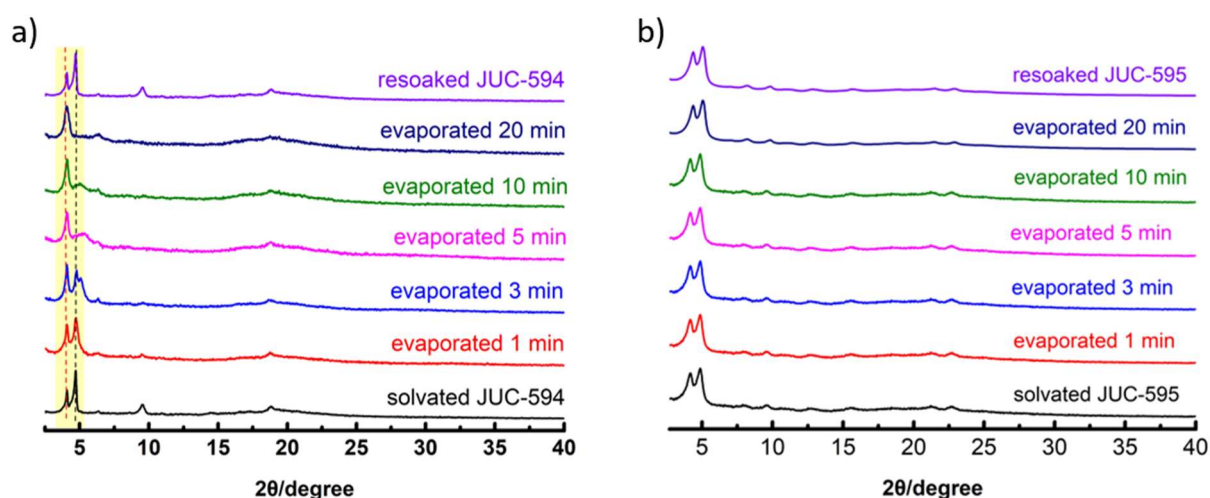 a)
resoaked JUC-594
evaporated 20 min
evaporated 10 min
evaporated 5 min
evaporated 3 min
evaporated 1 min
solvated JUC-594
5 10 15 20 25 30 35 40
2θ/degree
b)
resoaked JUC-595
evaporated 20 min
evaporated 10 min
evaporated 5 min
evaporated 3 min
evaporated 1 min
solvated JUC-595
5 10 15 20 25 30 35 40
2θ/degree